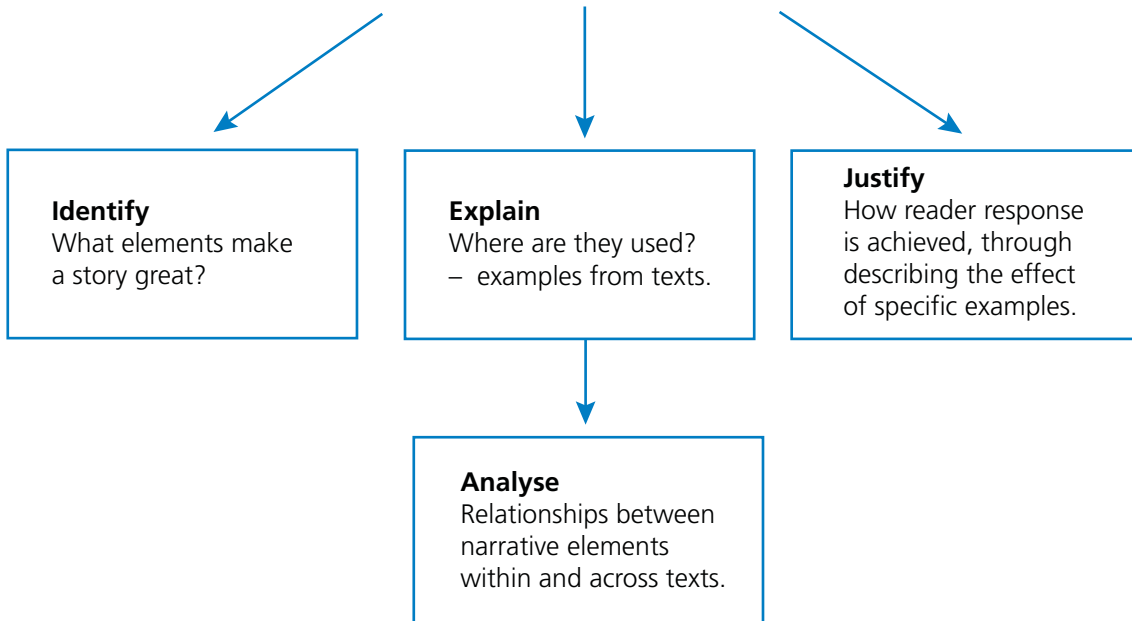 Identify
What elements make
a story great?
Explain
Where are they used?
– examples from texts.
Justify
How reader response
is achieved, through
describing the effect
of specific examples.
Analyse
Relationships between
narrative elements
within and across texts.